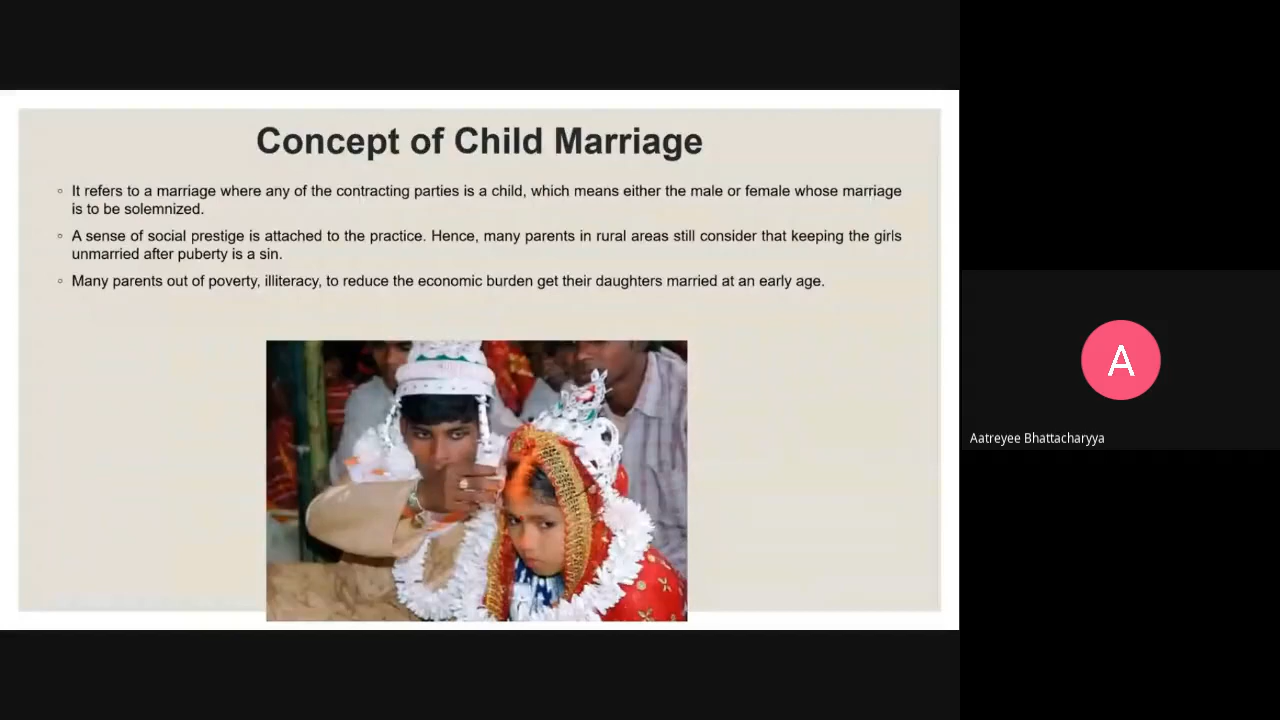 Concept of Child Marriage
◦ It refers to a marriage where any of the contracting parties is a child, which means either the male or female whose marriage
is to be solemnized.
◦ A sense of social prestige is attached to the practice. Hence, many parents in rural areas still consider that keeping the girls
unmarried after puberty is a sin.
◦ Many parents out of poverty, illiteracy, to reduce the economic burden get their daughters married at an early age.
A
Aatreyee Bhattacharyya